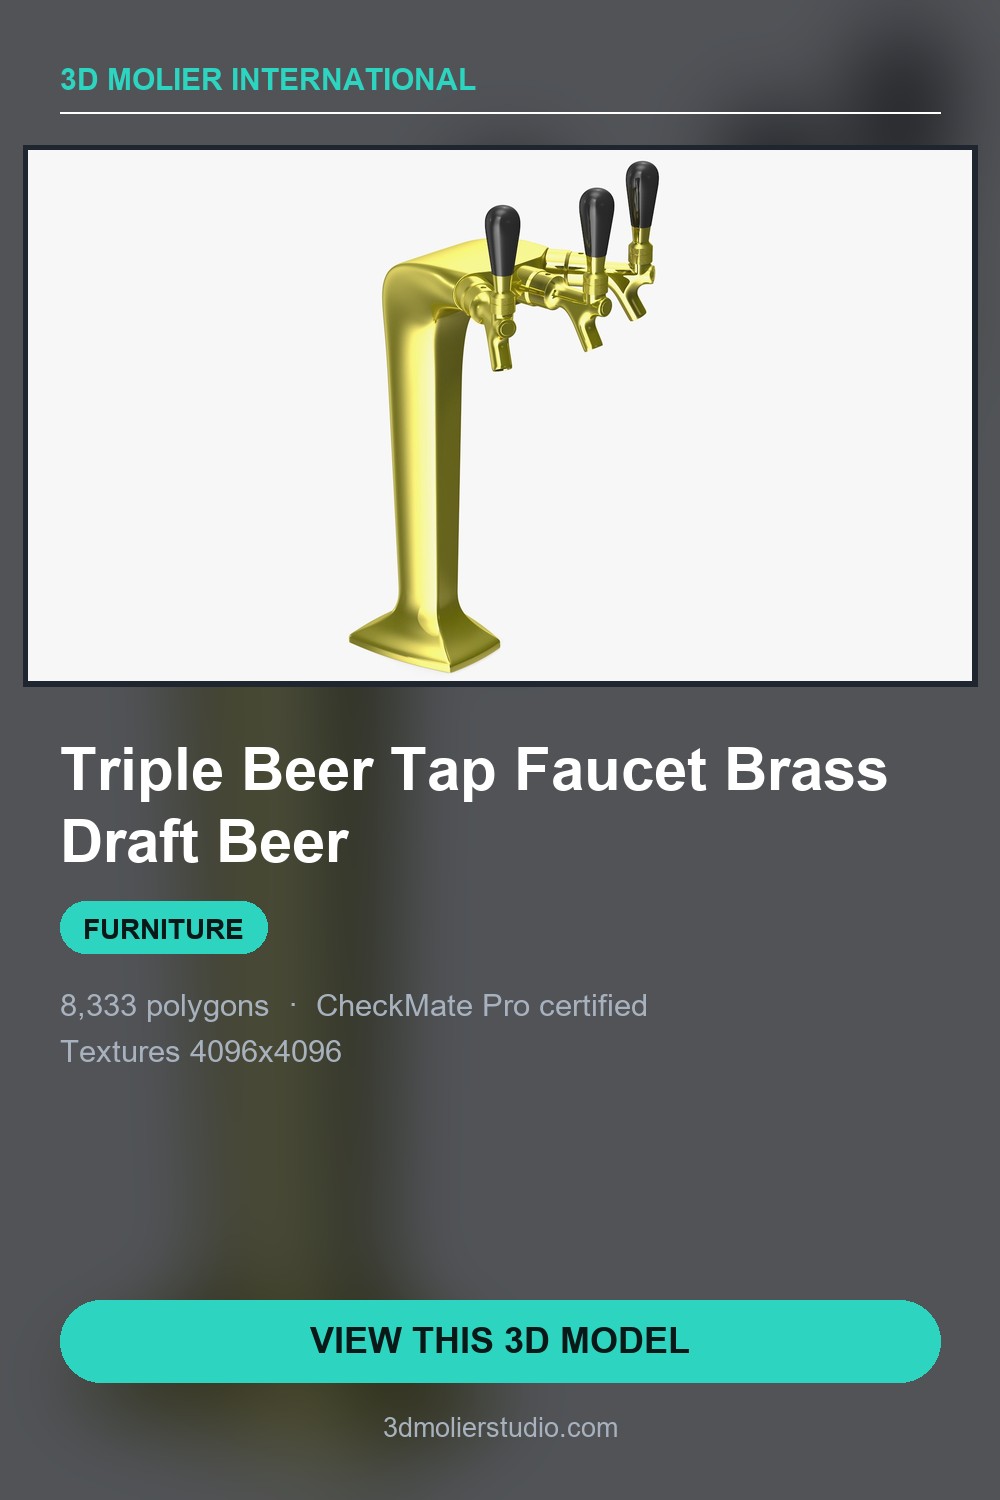 3D MOLIER INTERNATIONAL
Triple Beer Tap Faucet Brass
Draft Beer
FURNITURE
8,333 polygons · CheckMate Pro certified
Textures 4096x4096
VIEW THIS 3D MODEL
3dmolierstudio.com